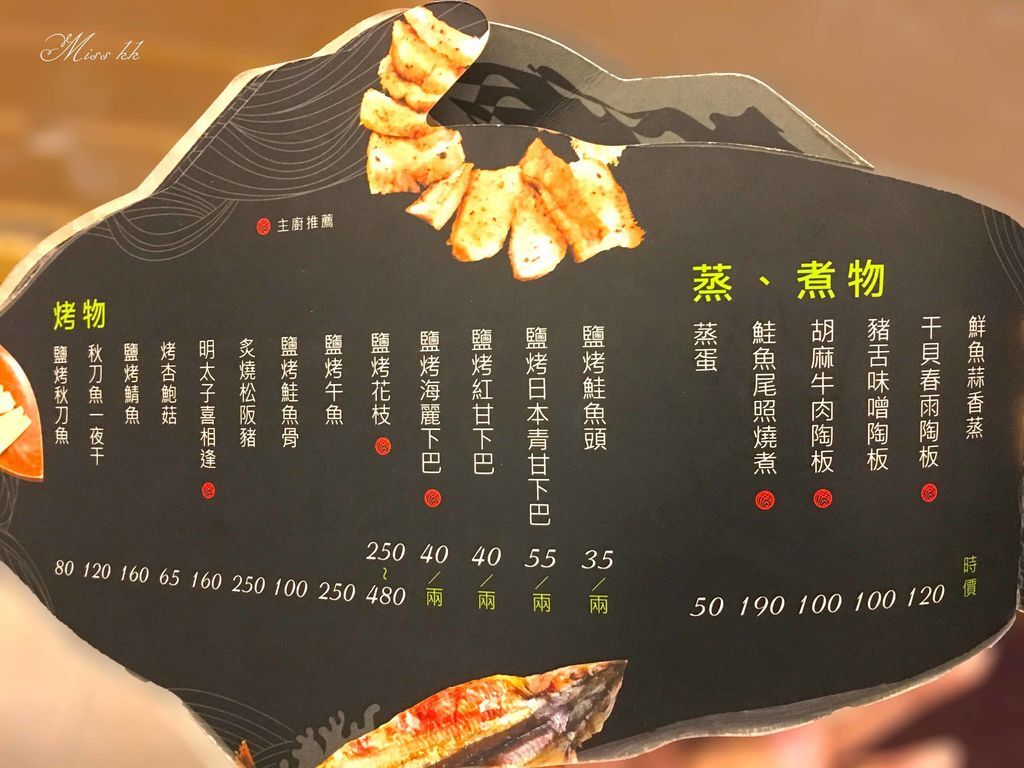 Miss kk
主廚推薦
烤物
鹽烤秋刀魚 80
秋刀魚一夜干 120
鹽烤鯖魚 160
烤杏鮑菇 65
明太子喜相逢 160
炙燒松阪豬 250
鹽烤鮭魚骨 100
鹽烤午魚 250
鹽烤花枝 250~480
鹽烤海麗下巴 40/兩
鹽烤紅甘下巴 40/兩
鹽烤日本青甘下巴 55/兩
鹽烤鮭魚頭 35/兩
蒸、煮物
蒸蛋 50
鮭魚尾照燒煮 190
胡麻牛肉陶板 100
豬舌味噌陶板 100
干貝春雨陶板 120
鮮魚蒜香蒸 時價